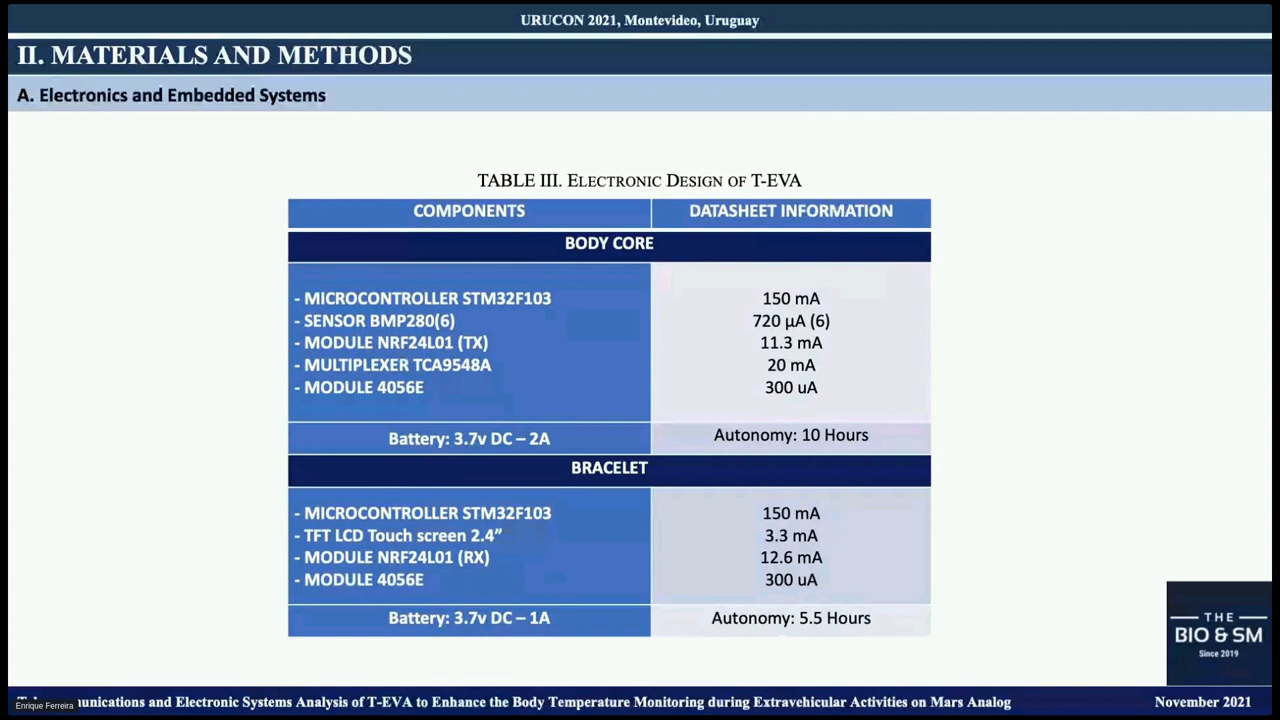 URUCON 2021, Montevideo, Uruguay
II. MATERIALS AND METHODS
A. Electronics and Embedded Systems
TABLE III. ELECTRONIC DESIGN OF T-EVA
COMPONENTS DATASHEET INFORMATION
BODY CORE
- MICROCONTROLLER STM32F103 150 mA
- SENSOR BMP280(6) 720 µA (6)
- MODULE NRF24L01 (TX) 11.3 mA
- MULTIPLEXER TCA9548A 20 mA
- MODULE 4056E 300 uA
Battery: 3.7v DC – 2A Autonomy: 10 Hours
BRACELET
- MICROCONTROLLER STM32F103 150 mA
- TFT LCD Touch screen 2.4” 3.3 mA
- MODULE NRF24L01 (RX) 12.6 mA
- MODULE 4056E 300 uA
Battery: 3.7v DC – 1A Autonomy: 5.5 Hours
THE
BIO & SM
Since 2019
and Electronic Systems Analysis of T-EVA to Enhance the Body Temperature Monitoring during Extravehicular Activities on Mars Analog November 2021
Enrique Ferreira